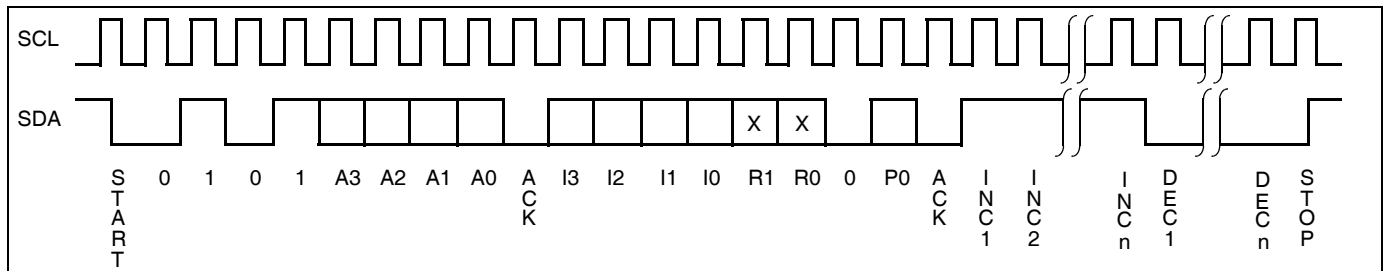 SCL
SDA
X X
START 0 1 0 1 A3 A2 A1 A0 ACK I3 I2 I1 I0 R1 R0 0 P0 ACK INC1 INC2 INCn DEC1 DECn STOP